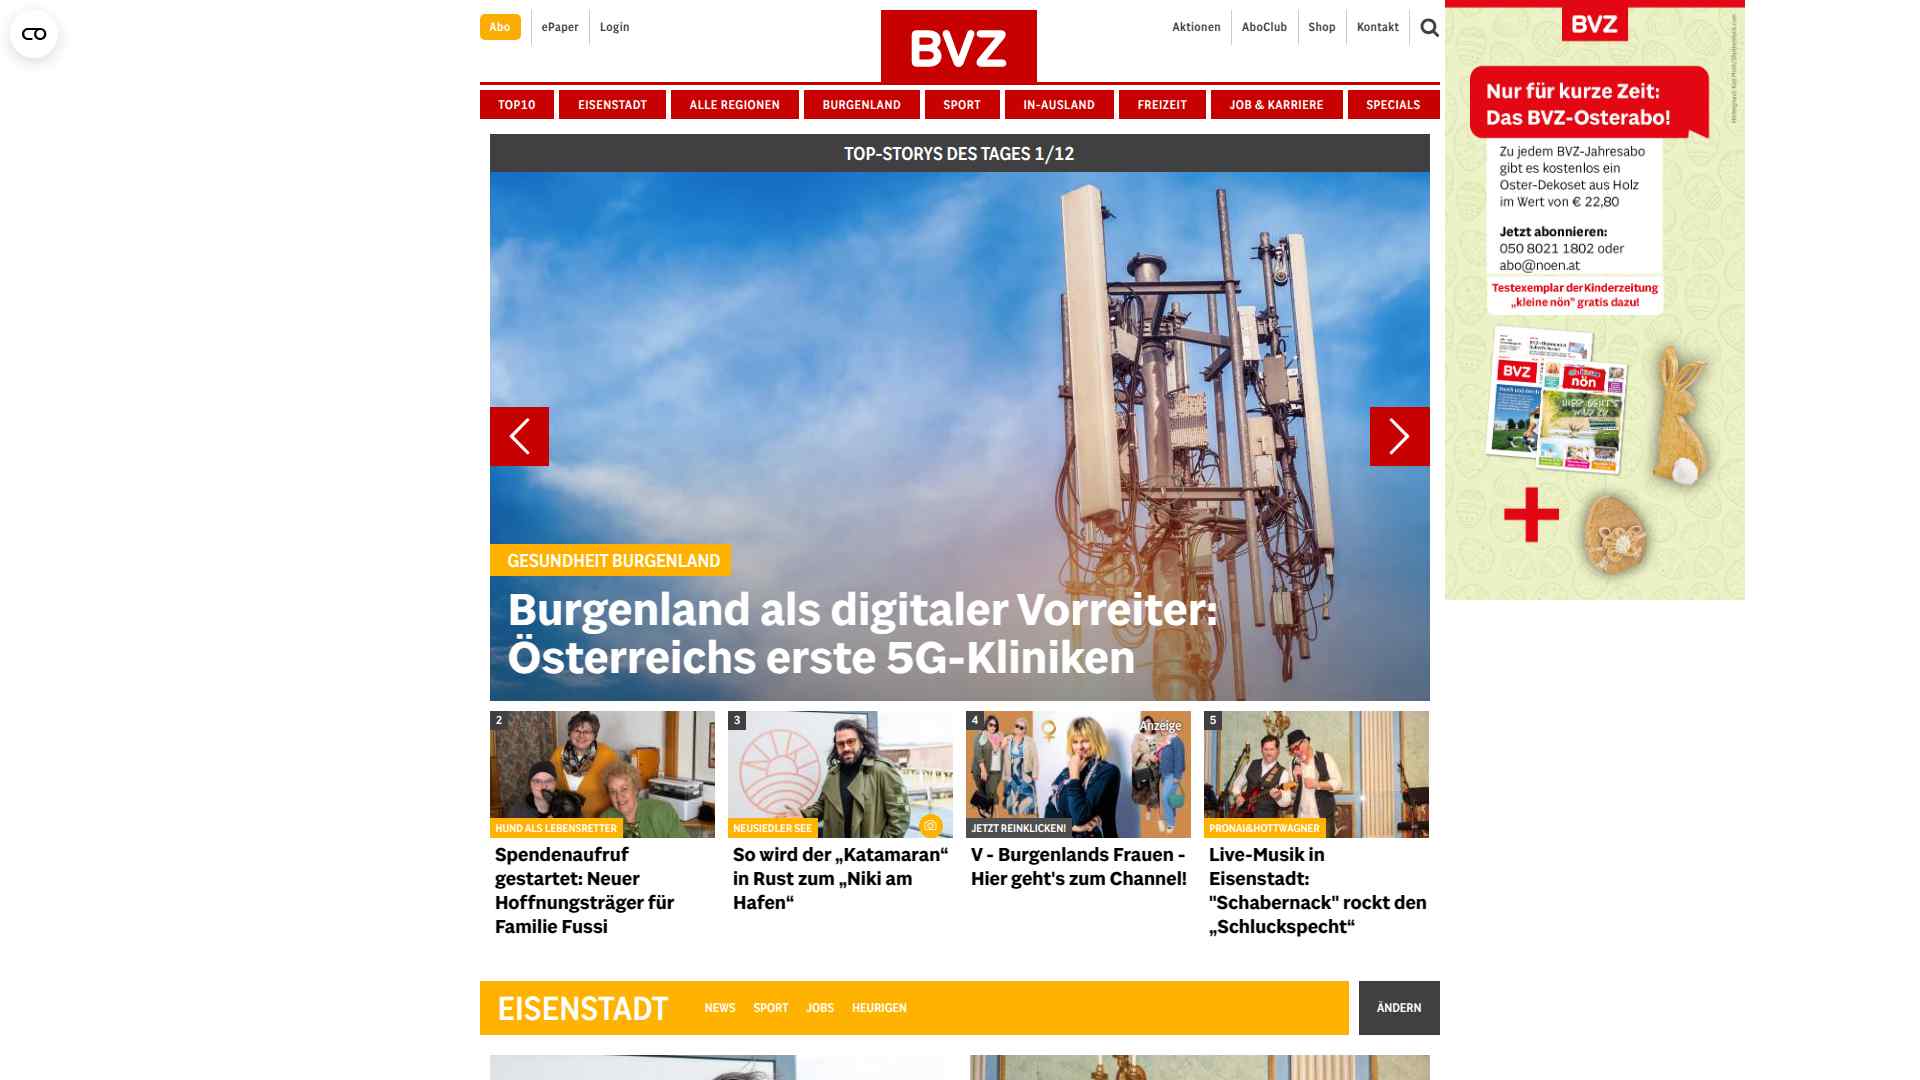 Abo
ePaper
Login
BVZ
Aktionen
AboClub
Shop
Kontakt
TOP10
EISENSTADT
ALLE REGIONEN
BURGENLAND
SPORT
IN-AUSLAND
FREIZEIT
JOB & KARRIERE
SPECIALS
TOP-STORYS DES TAGES 1/12
GESUNDHEIT BURGENLAND
Burgenland als digitaler Vorreiter:
Österreichs erste 5G-Kliniken
2
HUND ALS LEBENSRETTER
Spendenaufruf
gestartet: Neuer
Hoffnungsträger für
Familie Fussi
3
NEUSIEDLER SEE
So wird der „Katamaran“
in Rust zum „Niki am
Hafen“
4
Anzeige
JETZT REINKLICKEN!
V - Burgenlands Frauen -
Hier geht's zum Channel!
5
PRONAI&HOTTWAGNER
Live-Musik in
Eisenstadt:
"Schabernack" rockt den
„Schluckspecht“
EISENSTADT
NEWS
SPORT
JOBS
HEURIGEN
ÄNDERN
BVZ
Nur für kurze Zeit:
Das BVZ-Osterabo!
Zu jedem BVZ-Jahresabo
gibt es kostenlos ein
Oster-Dekoset aus Holz
im Wert von € 22,80
Jetzt abonnieren:
050 8021 1802 oder
abo@noen.at
Testexemplar der Kinderzeitung
„kleine nön“ gratis dazu!
BVZ
nön